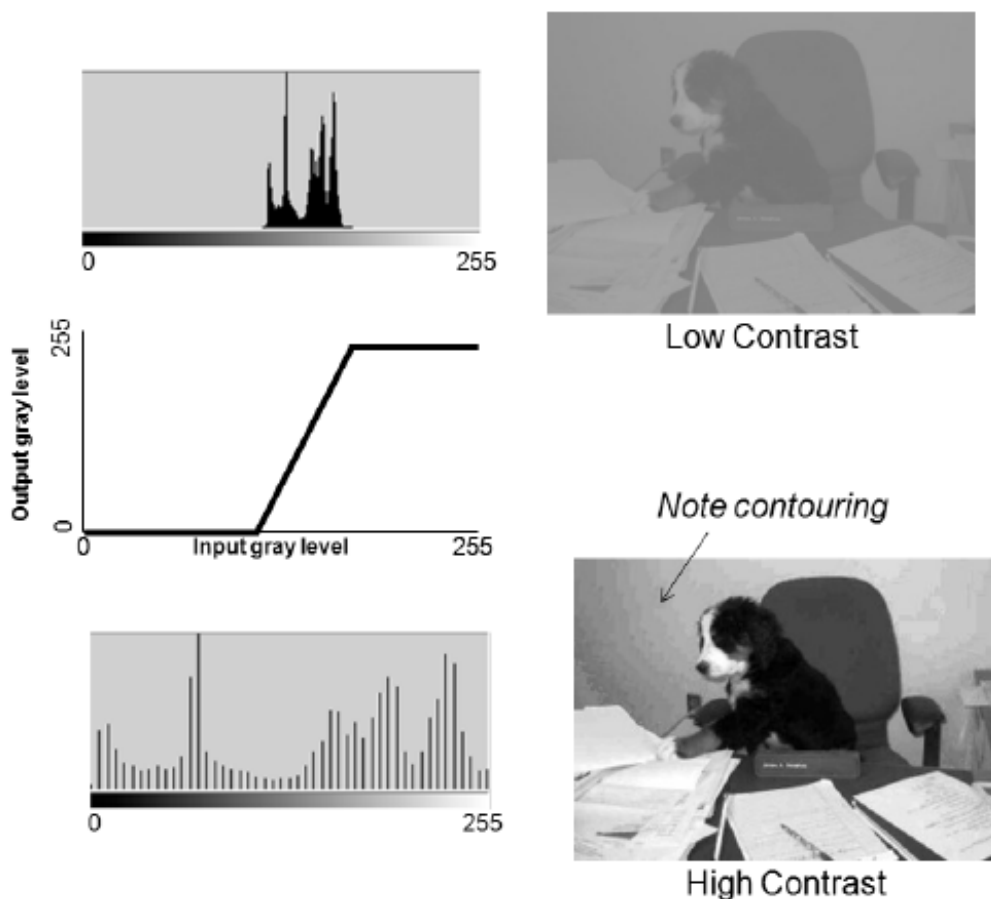 0 255
Low Contrast
255
Output gray level
0
0 Input gray level 255
Note contouring
0 255
High Contrast